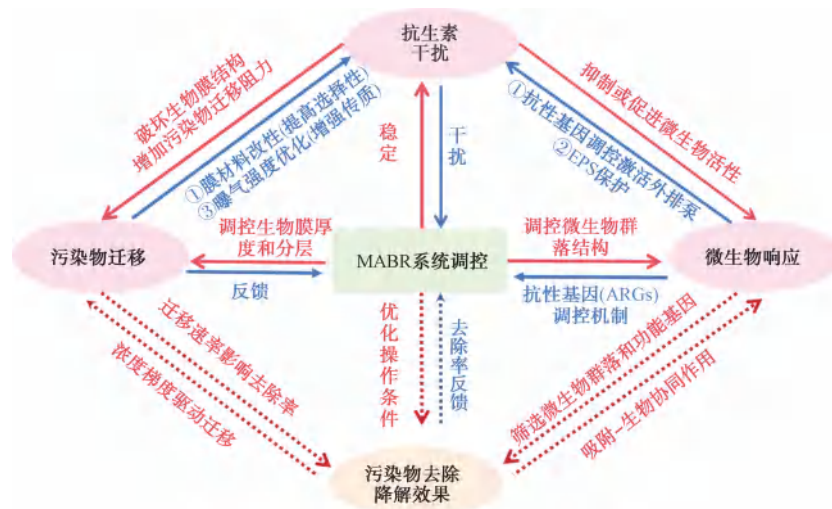 抗生素
干扰
破坏生物膜结构
增加污染物迁移阻力
①膜材料改性(提高选择性)
③曝气强度优化(增强传质)
稳定
干扰
抑制或促进微生物活性
①抗性基因调控激活外排泵
②EPS保护
污染物迁移
调控生物膜厚
度和分层
反馈
MABR系统调控
调控微生物群
落结构
抗性基因(ARGs)
调控机制
微生物响应
迁移速率影响去除率
浓度梯度驱动迁移
优化操作条件
去除率反馈
筛选微生物群落和功能基因
吸附-生物协同作用
污染物去除
降解效果